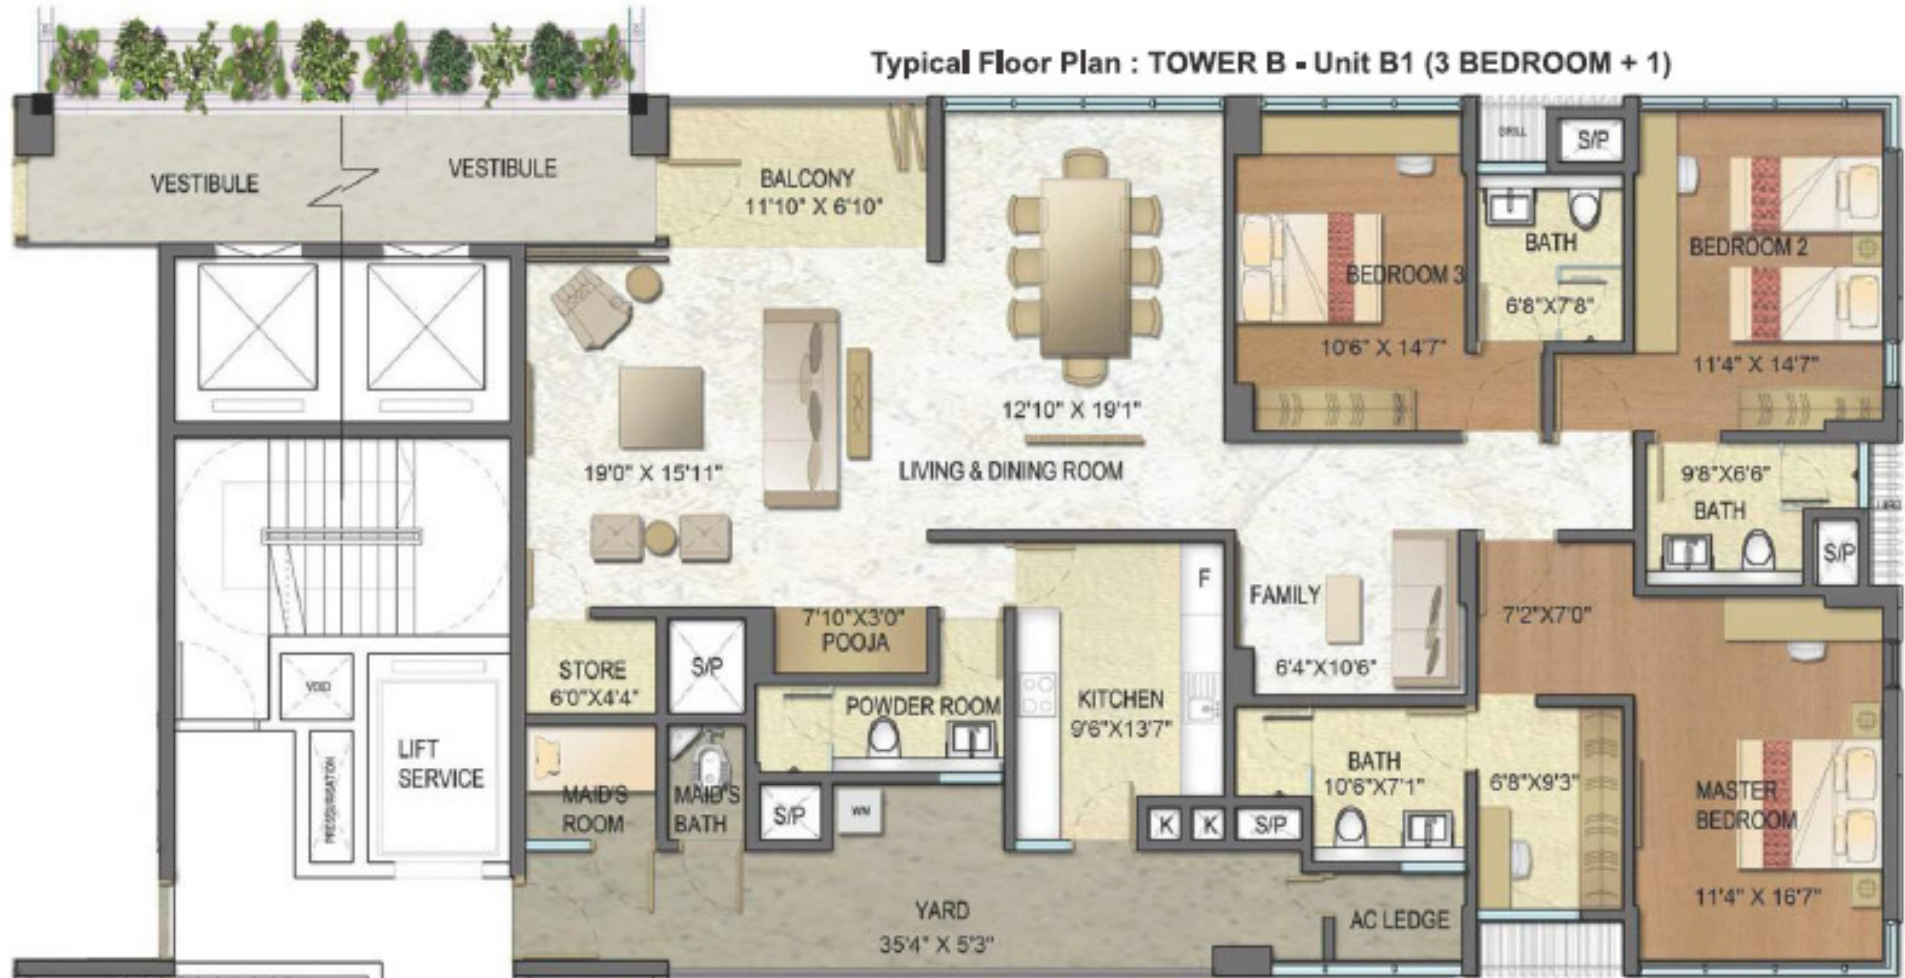 Typical Floor Plan : TOWER B - Unit B1 (3 BEDROOM + 1)
VESTIBULE
VESTIBULE
BALCONY
11'10" X 6'10"
S/P
BATH
6'8"X7'8"
BEDROOM 2
11'4" X 14'7"
BEDROOM 3
10'6" X 14'7"
12'10" X 19'1"
19'0" X 15'11"
LIVING & DINING ROOM
9'8"X6'6"
BATH
S/P
F
FAMILY
6'4"X10'6"
7'2"X7'0"
7'10"X3'0"
POOJA
STORE
6'0"X4'4"
S/P
POWDER ROOM
KITCHEN
9'6"X13'7"
VOID
LIFT
SERVICE
PRESSURISATION
MAID'S
ROOM
MAID'S
BATH
S/P
WM
K
K
S/P
BATH
10'6"X7'1"
6'8"X9'3"
MASTER
BEDROOM
11'4" X 16'7"
YARD
35'4" X 5'3"
AC LEDGE